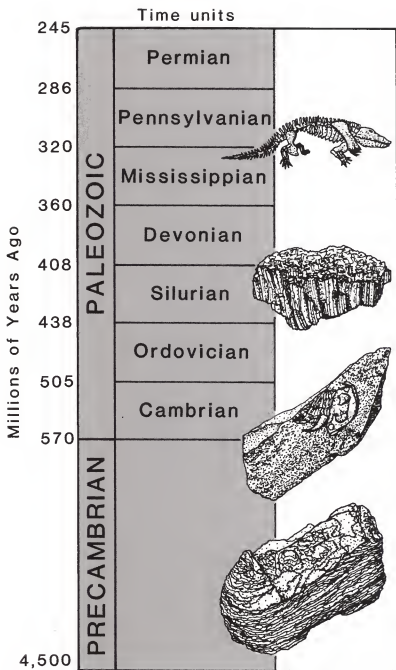 Time units
245
Permian
286
Pennsylvanian
320
Mississippian
360
Devonian
408
Silurian
438
Ordovician
505
Cambrian
570
4,500
PALEOZOIC
PRECAMBRIAN
Millions of Years Ago